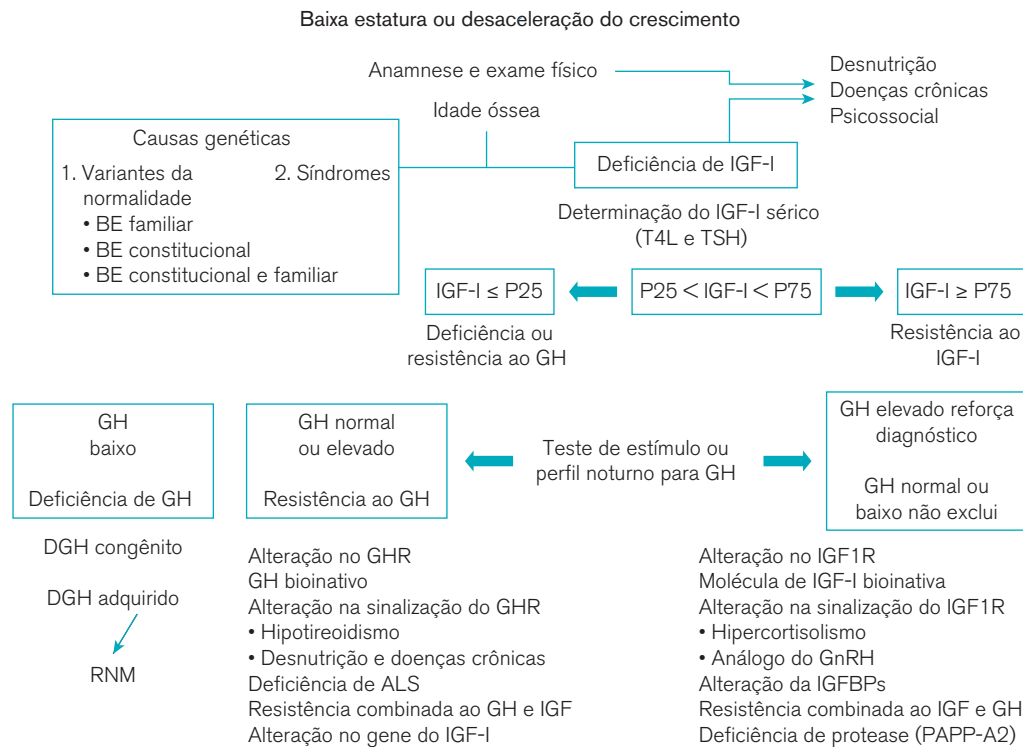 Baixa estatura ou desaceleração do crescimento
Anamnese e exame físico
Desnutrição
Doenças crônicas
Psicossocial
Idade óssea
Causas genéticas
1. Variantes da
normalidade
• BE familiar
• BE constitucional
• BE constitucional e familiar
2. Síndromes
Deficiência de IGF-I
Determinação do IGF-I sérico
(T4L e TSH)
IGF-I ≤ P25
P25 < IGF-I < P75
IGF-I ≥ P75
Deficiência ou
resistência ao GH
Resistência ao
IGF-I
GH
baixo
Deficiência de GH
GH normal
ou elevado
Resistência ao GH
Teste de estímulo ou
perfil noturno para GH
GH elevado reforça
diagnóstico
GH normal ou
baixo não exclui
DGH congênito
DGH adquirido
RNM
Alteração no GHR
GH bioinativo
Alteração na sinalização do GHR
• Hipotireoidismo
• Desnutrição e doenças crônicas
Deficiência de ALS
Resistência combinada ao GH e IGF
Alteração no gene do IGF-I
Alteração no IGF1R
Molécula de IGF-I bioinativa
Alteração na sinalização do IGF1R
• Hipercortisolismo
• Análogo do GnRH
Alteração da IGFBPs
Resistência combinada ao IGF e GH
Deficiência de protease (PAPP-A2)